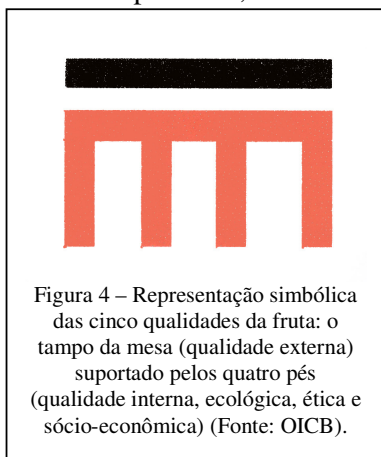 Figura 4 – Representação simbólica
das cinco qualidades da fruta: o
tampo da mesa (qualidade externa)
suportado pelos quatro pés
(qualidade interna, ecológica, ética e
sócio-econômica) (Fonte: OICB).